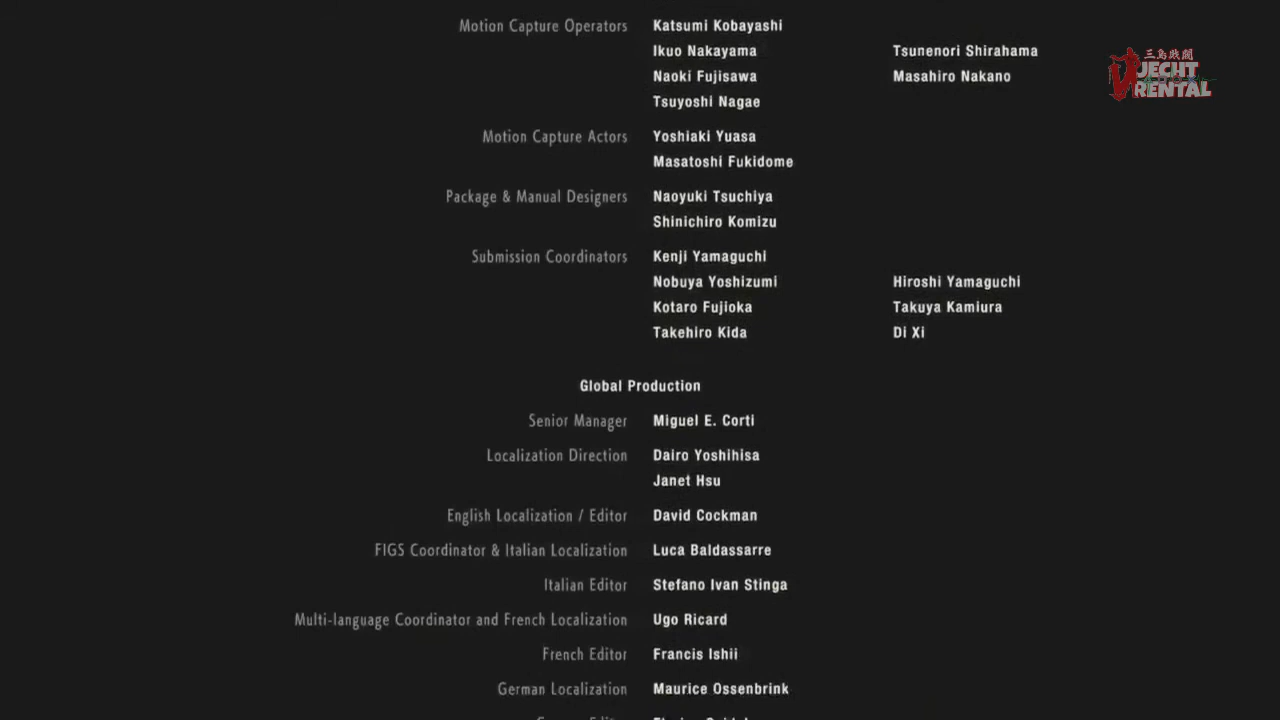 Motion Capture Operators Katsumi Kobayashi
Ikuo Nakayama Tsunenori Shirahama
Naoki Fujisawa Masahiro Nakano
Tsuyoshi Nagae
Motion Capture Actors Yoshiaki Yuasa
Masatoshi Fukidome
Package & Manual Designers Naoyuki Tsuchiya
Shinichiro Komizu
Submission Coordinators Kenji Yamaguchi
Nobuya Yoshizumi Hiroshi Yamaguchi
Kotaro Fujioka Takuya Kamiura
Takehiro Kida Di Xi
Global Production
Senior Manager Miguel E. Corti
Localization Direction Dairo Yoshihisa
Janet Hsu
English Localization / Editor David Cockman
FIGS Coordinator & Italian Localization Luca Baldassarre
Italian Editor Stefano Ivan Stinga
Multi-language Coordinator and French Localization Ugo Ricard
French Editor Francis Ishii
German Localization Maurice Ossenbrink
JECHT
RENTAL